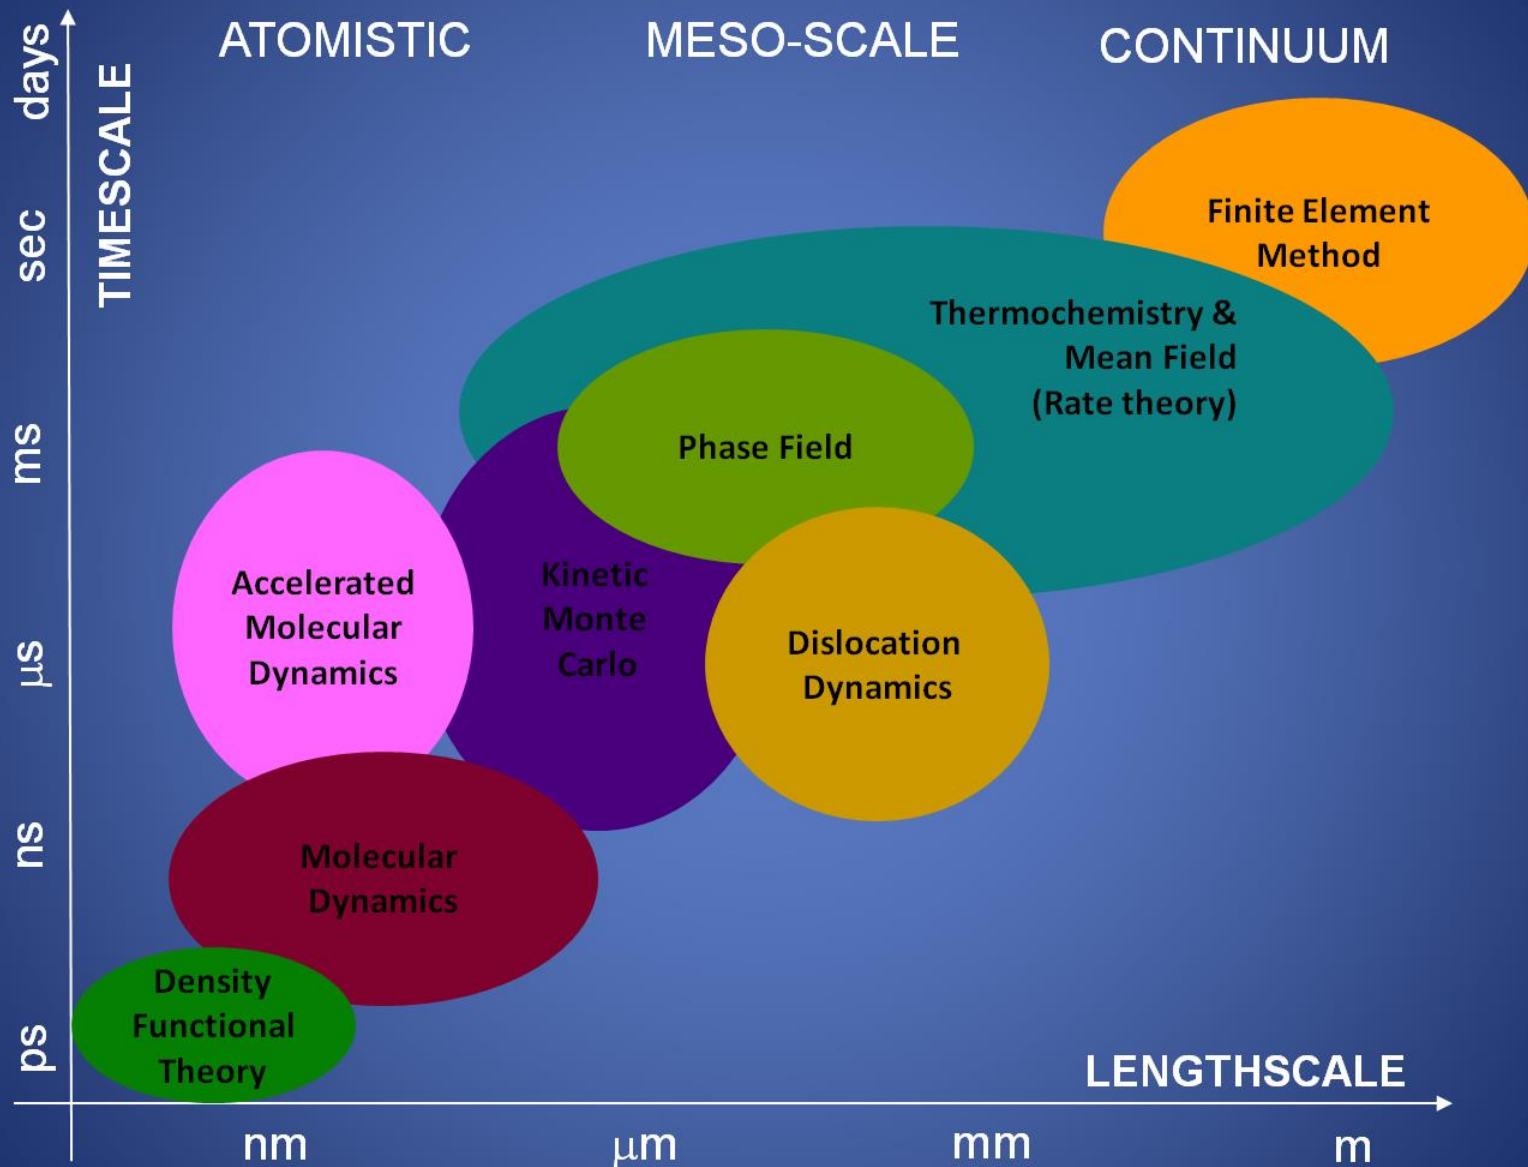 ATOMISTIC
MESO-SCALE
CONTINUUM
days
sec
ms
μs
ns
ps
TIMESCALE
Finite Element
Method
Thermochemistry &
Mean Field
(Rate theory)
Phase Field
Accelerated
Molecular
Dynamics
Kinetic
Monte
Carlo
Dislocation
Dynamics
Molecular
Dynamics
Density
Functional
Theory
LENGTHSCALE
nm
μm
mm
m